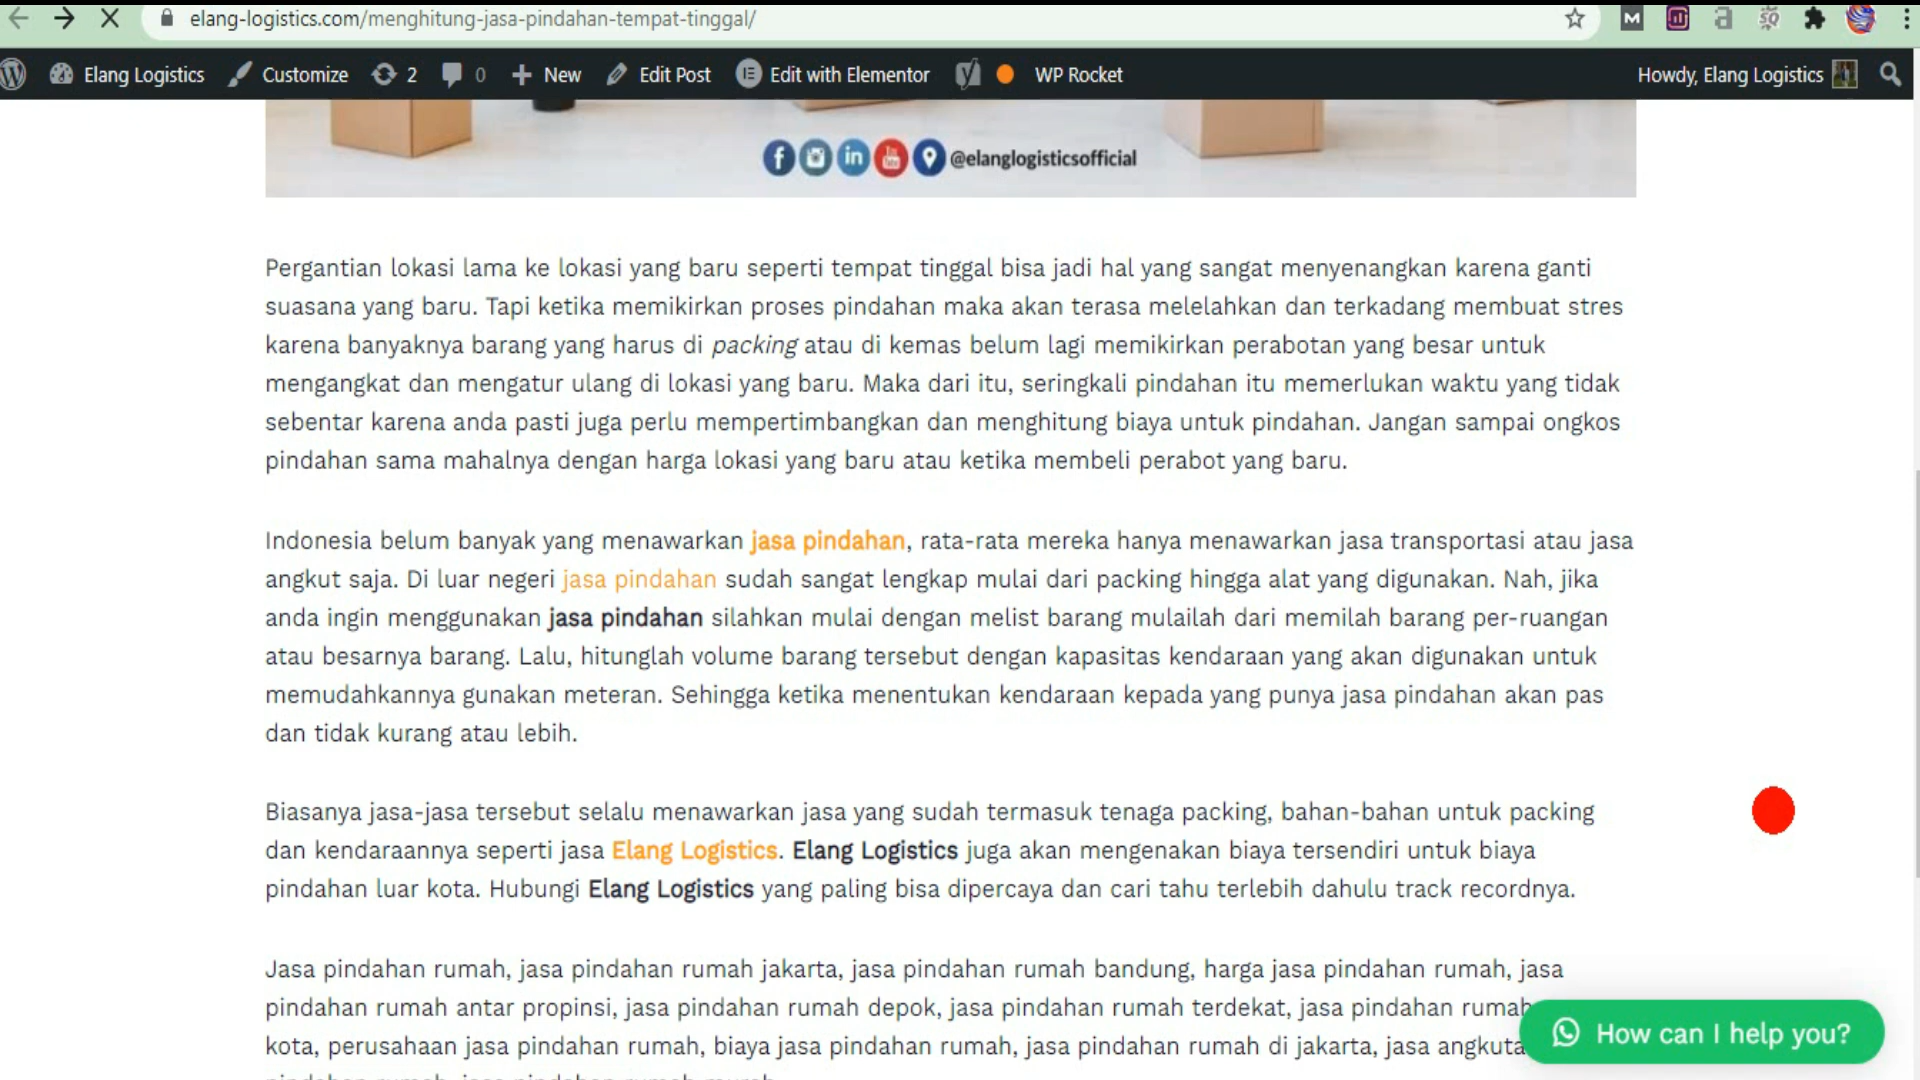 elang-logistics.com/menghitung-jasa-pindahan-tempat-tinggal/
Elang Logistics Customize 2 0 New Edit Post Edit with Elementor WP Rocket Howdy, Elang Logistics
@elanglogisticsofficial
Pergantian lokasi lama ke lokasi yang baru seperti tempat tinggal bisa jadi hal yang sangat menyenangkan karena ganti
suasana yang baru. Tapi ketika memikirkan proses pindahan maka akan terasa melelahkan dan terkadang membuat stres
karena banyaknya barang yang harus di packing atau di kemas belum lagi memikirkan perabotan yang besar untuk
mengangkat dan mengatur ulang di lokasi yang baru. Maka dari itu, seringkali pindahan itu memerlukan waktu yang tidak
sebentar karena anda pasti juga perlu mempertimbangkan dan menghitung biaya untuk pindahan. Jangan sampai ongkos
pindahan sama mahalnya dengan harga lokasi yang baru atau ketika membeli perabot yang baru.
Indonesia belum banyak yang menawarkan jasa pindahan, rata-rata mereka hanya menawarkan jasa transportasi atau jasa
angkut saja. Di luar negeri jasa pindahan sudah sangat lengkap mulai dari packing hingga alat yang digunakan. Nah, jika
anda ingin menggunakan jasa pindahan silahkan mulai dengan melist barang mulailah dari memilah barang per-ruangan
atau besarnya barang. Lalu, hitunglah volume barang tersebut dengan kapasitas kendaraan yang akan digunakan untuk
memudahkannya gunakan meteran. Sehingga ketika menentukan kendaraan kepada yang punya jasa pindahan akan pas
dan tidak kurang atau lebih.
Biasanya jasa-jasa tersebut selalu menawarkan jasa yang sudah termasuk tenaga packing, bahan-bahan untuk packing
dan kendaraannya seperti jasa Elang Logistics. Elang Logistics juga akan mengenakan biaya tersendiri untuk biaya
pindahan luar kota. Hubungi Elang Logistics yang paling bisa dipercaya dan cari tahu terlebih dahulu track recordnya.
Jasa pindahan rumah, jasa pindahan rumah jakarta, jasa pindahan rumah bandung, harga jasa pindahan rumah, jasa
pindahan rumah antar propinsi, jasa pindahan rumah depok, jasa pindahan rumah terdekat, jasa pindahan rumah
kota, perusahaan jasa pindahan rumah, biaya jasa pindahan rumah, jasa pindahan rumah di jakarta, jasa angkuta
How can I help you?